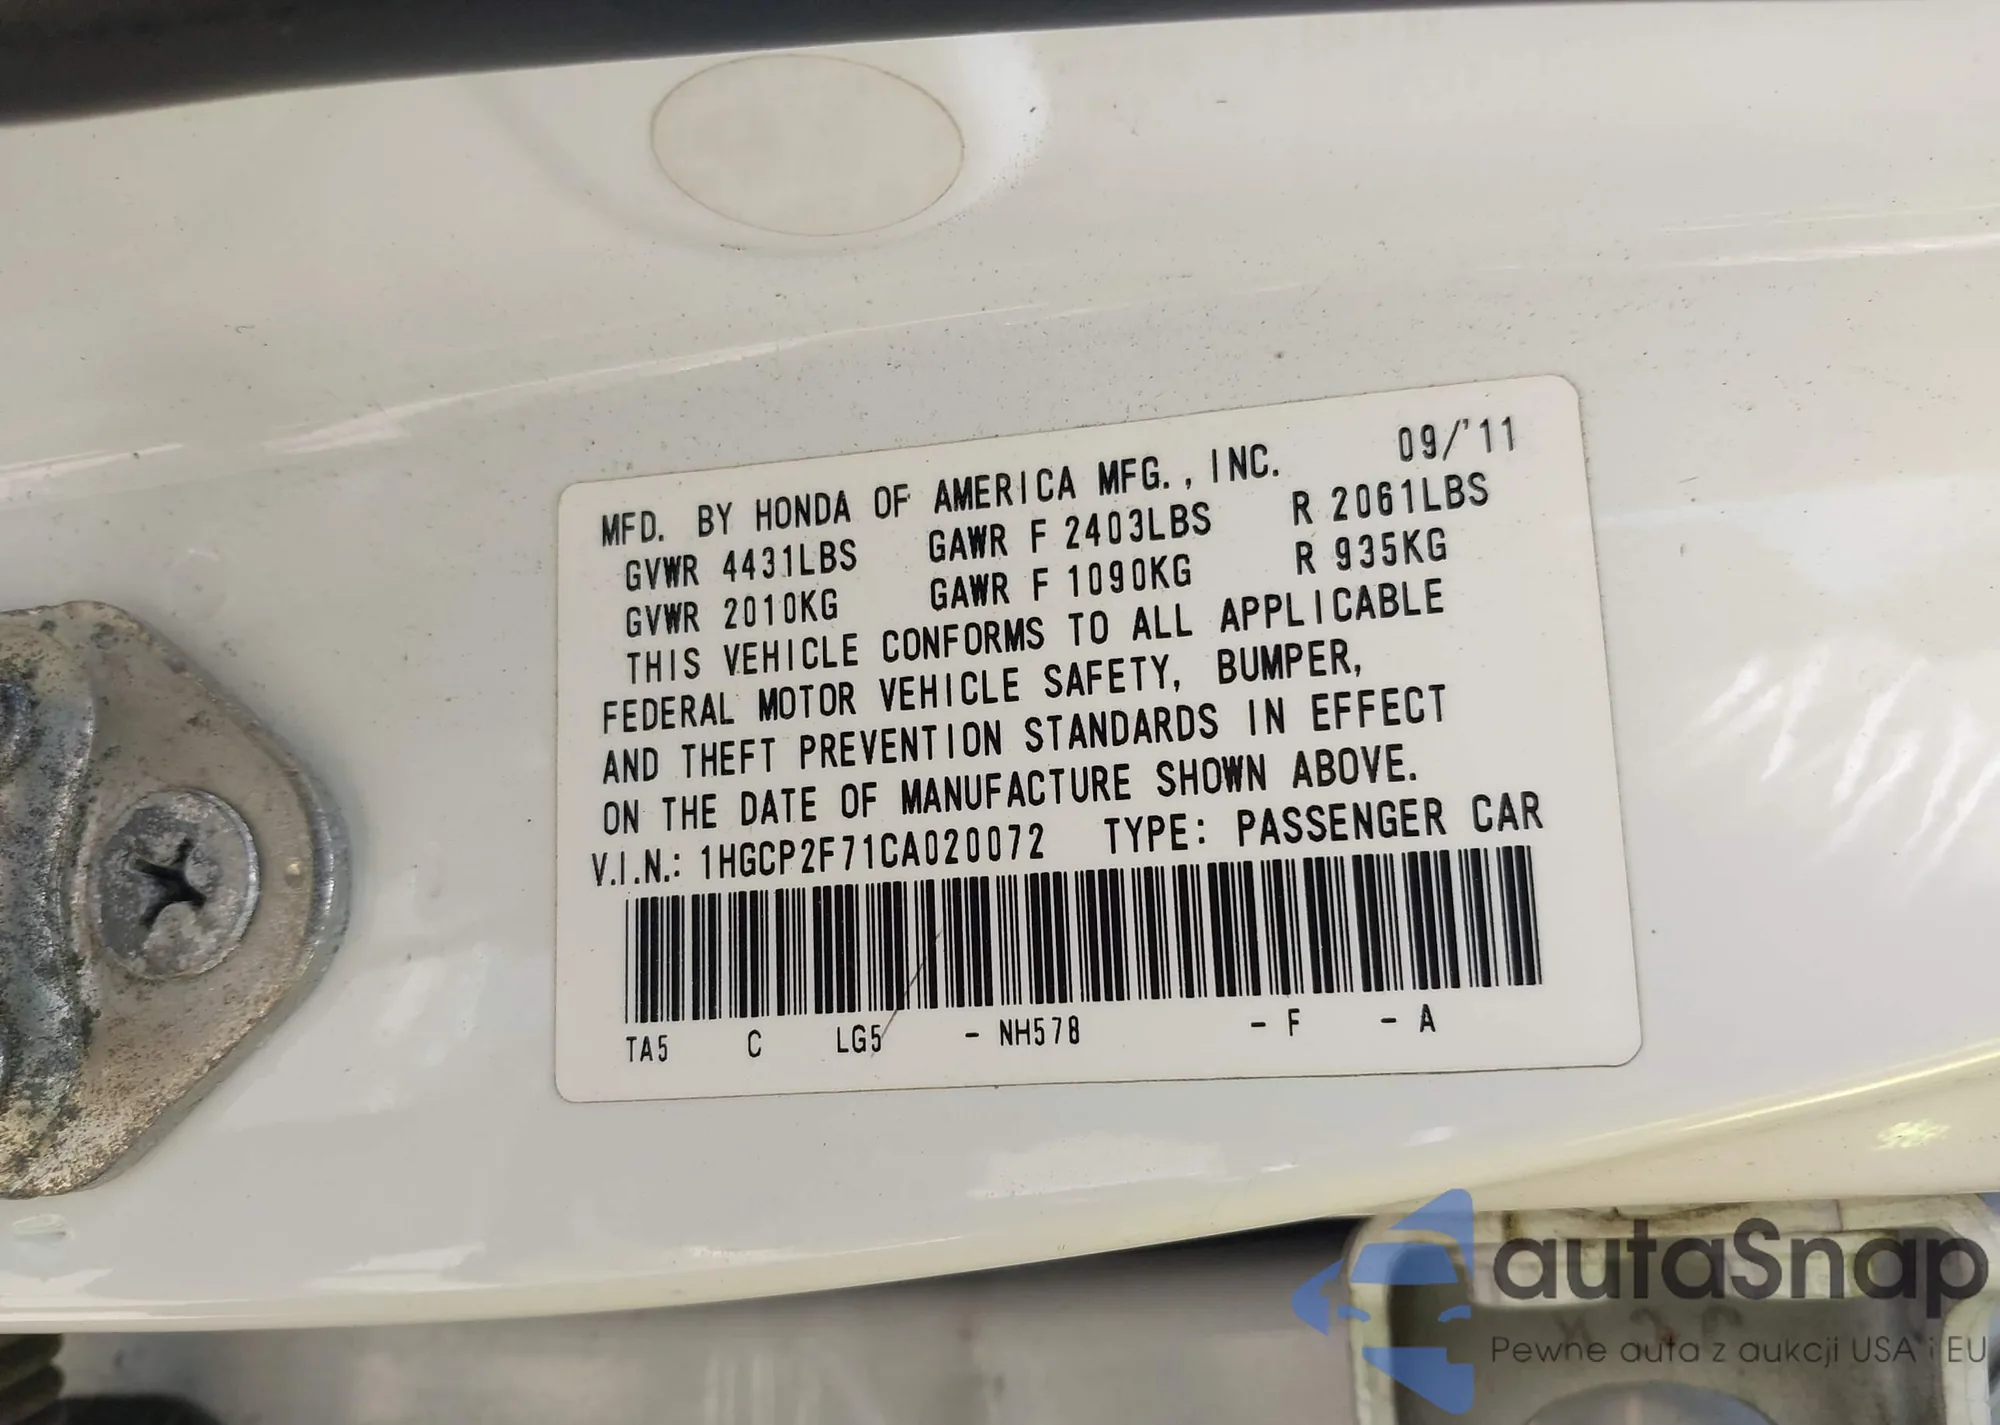 MFD. BY HONDA OF AMERICA MFG., INC. 09/'11
GVWR 4431LBS GAWR F 2403LBS R 2061LBS
GVWR 2010KG GAWR F 1090KG R 935KG
THIS VEHICLE CONFORMS TO ALL APPLICABLE
FEDERAL MOTOR VEHICLE SAFETY, BUMPER,
AND THEFT PREVENTION STANDARDS IN EFFECT
ON THE DATE OF MANUFACTURE SHOWN ABOVE.
V.I.N.: 1HGCP2F71CA020072 TYPE: PASSENGER CAR
TA5 C LG5 - NH578 - F - A
autaSnap
Pewne auta z aukcji USA i EU